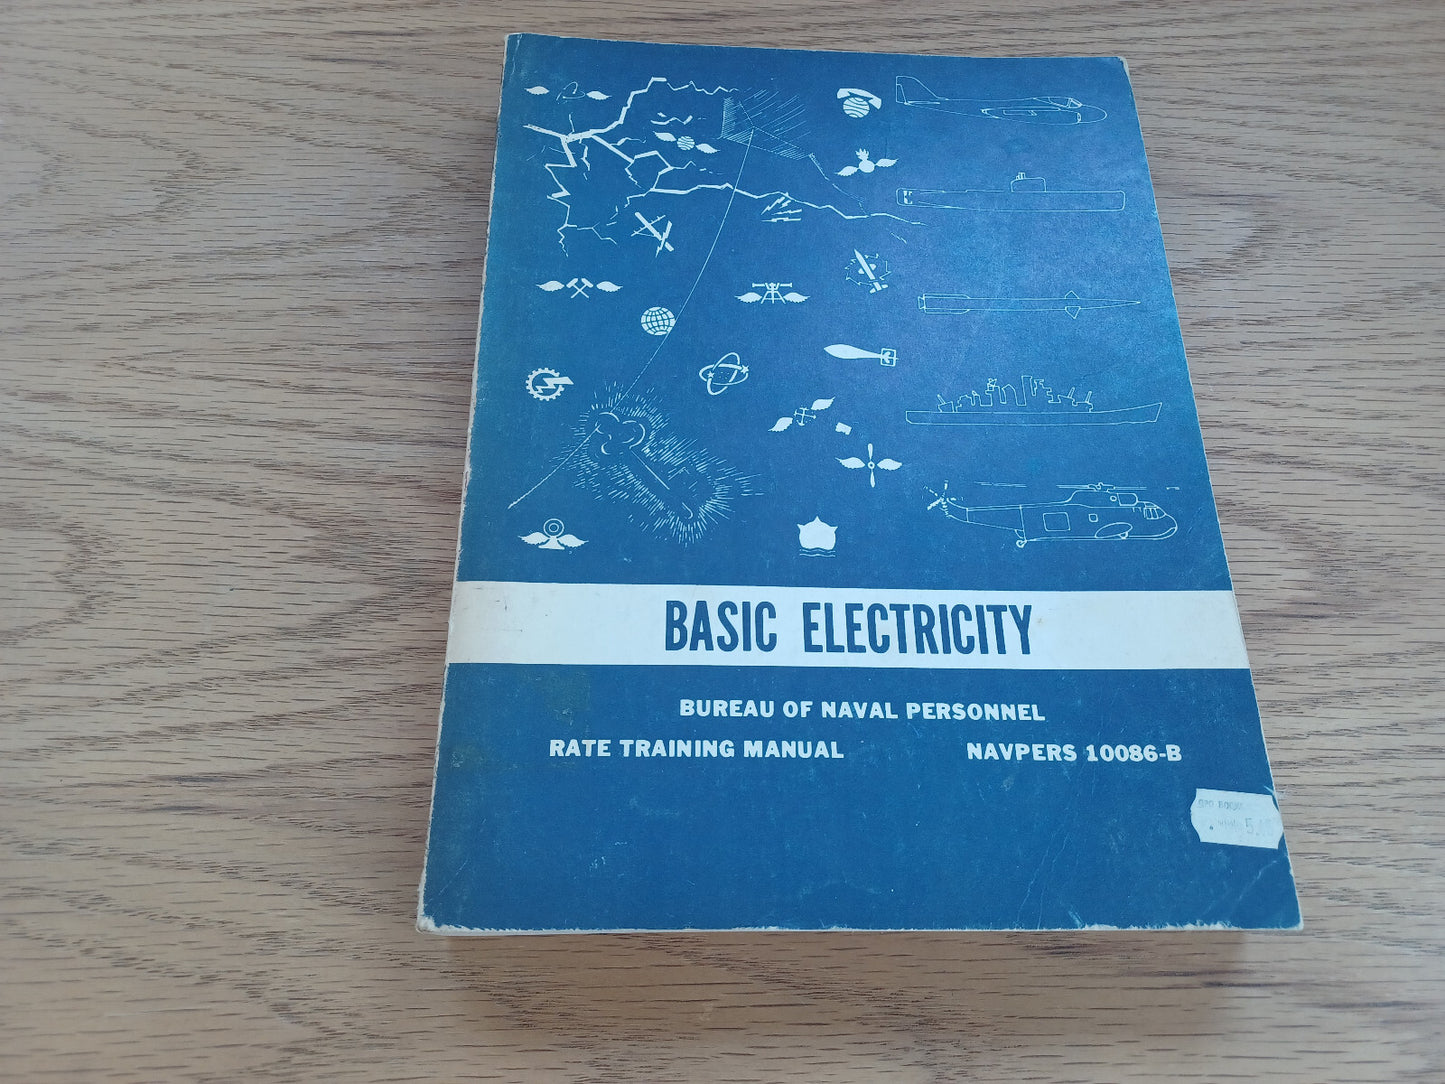 BASIC ELECTRICITY
BUREAU OF NAVAL PERSONNEL
RATE TRAINING MANUAL
NAVPERS 10086-B